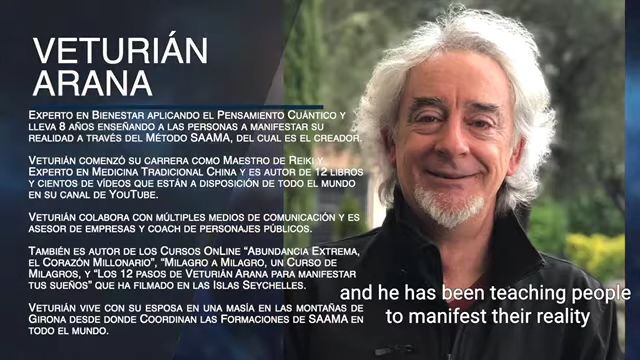 VETURIÁN
ARANA
EXPERTO EN BIENESTAR APLICANDO EL PENSAMIENTO CUÁNTICO Y
LLEVA 8 AÑOS ENSEÑANDO A LAS PERSONAS A MANIFESTAR SU
REALIDAD A TRAVÉS DEL MÉTODO SAAMA, DEL CUAL ES EL CREADOR.
VETURIÁN COMENZÓ SU CARRERA COMO MAESTRO DE REIKI Y
EXPERTO EN MEDICINA TRADICIONAL CHINA Y ES AUTOR DE 12 LIBROS
Y CIENTOS DE VÍDEOS QUE ESTÁN A DISPOSICIÓN DE TODO EL MUNDO
EN SU CANAL DE YOUTUBE.
VETURIÁN COLABORA CON MÚLTIPLES MEDIOS DE COMUNICACIÓN Y ES
ASESOR DE EMPRESAS Y COACH DE PERSONAJES PÚBLICOS.
TAMBIÉN ES AUTOR DE LOS CURSOS ONLINE “ABUNDANCIA EXTREMA,
EL CORAZÓN MILLONARIO”, “MILAGRO A MILAGRO, UN CURSO DE
MILAGROS, Y “LOS 12 PASOS DE VETURIÁN ARANA PARA MANIFESTAR
TUS SUEÑOS” QUE HA FILMADO EN LAS ISLAS SEYCHELLES.
VETURIÁN VIVE CON SU ESPOSA EN UNA MASÍA EN LAS MONTAÑAS DE
GIRONA DESDE DONDE COORDINAN LAS FORMACIONES DE SAAMA EN
TODO EL MUNDO.
and he has been teaching people
to manifest their reality